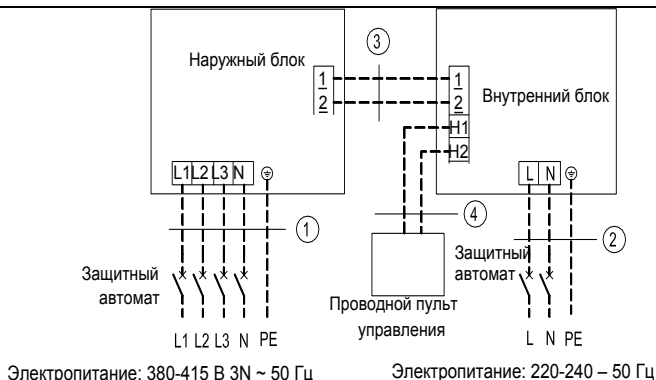 Наружный блок
3
1
2
1
2
H1
H2
Внутренний блок
L1 L2 L3 N
L N
1
4
2
Защитный
автомат
Защитный
автомат
Проводной пульт
управления
L1 L2 L3 N PE
L N PE
Электропитание: 380-415 В 3N ~ 50 Гц
Электропитание: 220-240 – 50 Гц